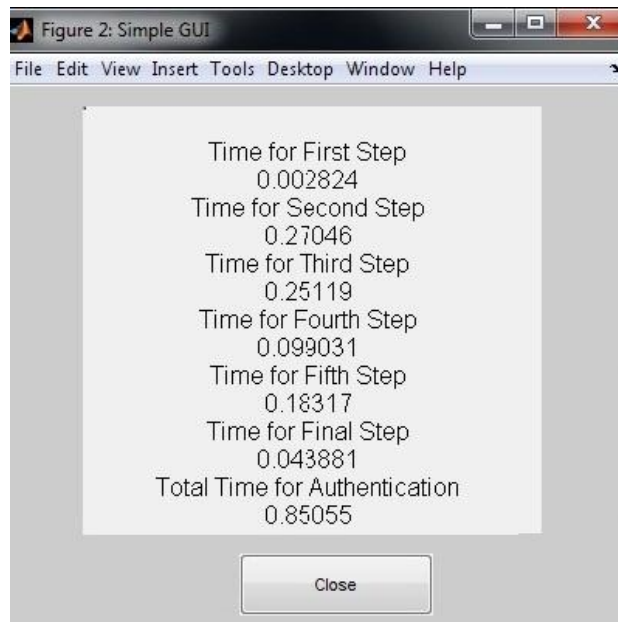 Figure 2: Simple GUI
File Edit View Insert Tools Desktop Window Help
Time for First Step
0.002824
Time for Second Step
0.27046
Time for Third Step
0.25119
Time for Fourth Step
0.099031
Time for Fifth Step
0.18317
Time for Final Step
0.043881
Total Time for Authentication
0.85055
Close